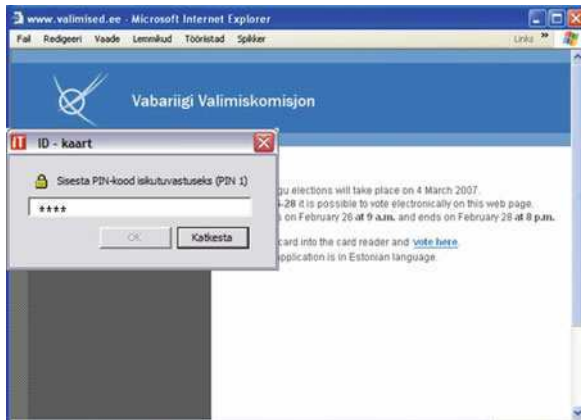 www.valimised.ee - Microsoft Internet Explorer
Fail Redigeeri Vaade Lemmikud Tööriistad Spikker Links »
Vabariigi Valimiskomisjon
IT ID - kaart
Sisesta PIN-kood isikutuvastuseks (PIN 1)
****
OK Katkesta
gu elections will take place on 4 March 2007.
-28 it is possible to vote electronically on this web page.
s on February 26 at 9 a.m. and ends on February 28 at 8 p.m.
card into the card reader and vote here.
pplication is in Estonian language.